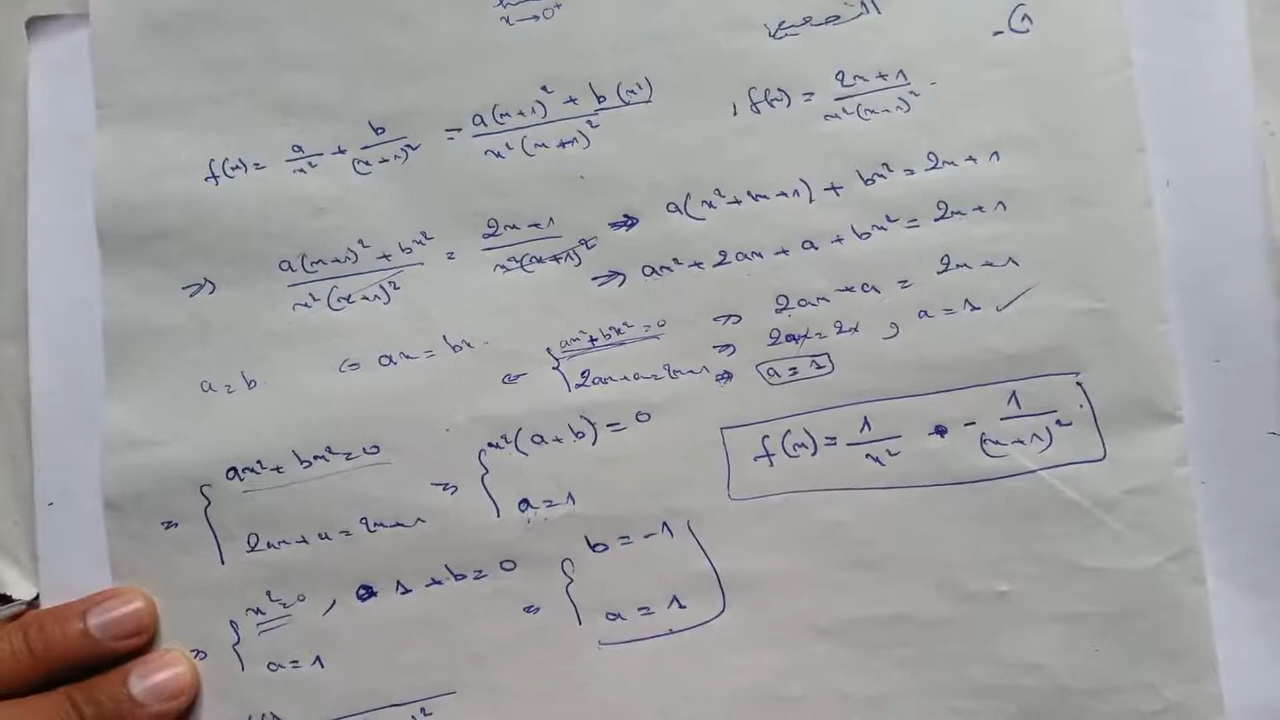 x→0⁺
f(x) = a/x² + b/(x+1)² = a(x+1)² + b(x²) / x²(x+1)² , f(x) = 2x+1 / x²(x+1)²
⇒ a(x+1)² + bx² / x²(x+1)² = 2x+1 / x²(x+1)² ⇒ a(x²+2x+1) + bx² = 2x+1
⇒ ax² + 2ax + a + bx² = 2x+1
⇒ 2ax + a = 2x+1
a = b ⇐ ax = bx. ⇐ { ax² + bx² = 0 ⇒ 2ax = 2x , a = 1 ✓
2ax + a = 2x+1 ⇒ a = 1
f(x) = 1/x² - 1/(x+1)².
⇒ { ax² + bx² = 0 ⇒ { x²(a+b) = 0
2ax + a = 2x+1 a = 1
⇒ { x² = 0 , 1 + b = 0 ⇒ { b = -1
a = 1 a = 1